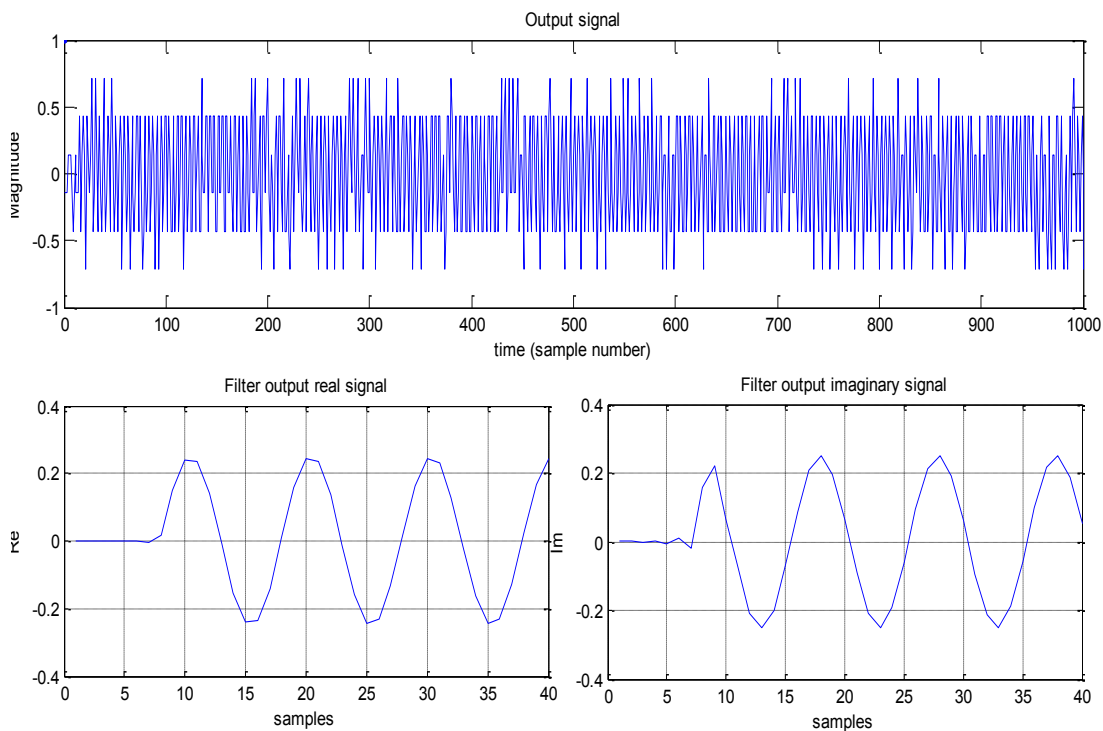 Output signal
1
0.5
0
-0.5
-1
Magnitude
0 100 200 300 400 500 600 700 800 900 1000
time (sample number)
Filter output real signal
0.4
0.2
0
-0.2
-0.4
Re
0 5 10 15 20 25 30 35 40
samples
Filter output imaginary signal
0.4
0.2
0
-0.2
-0.4
Im
0 5 10 15 20 25 30 35 40
samples